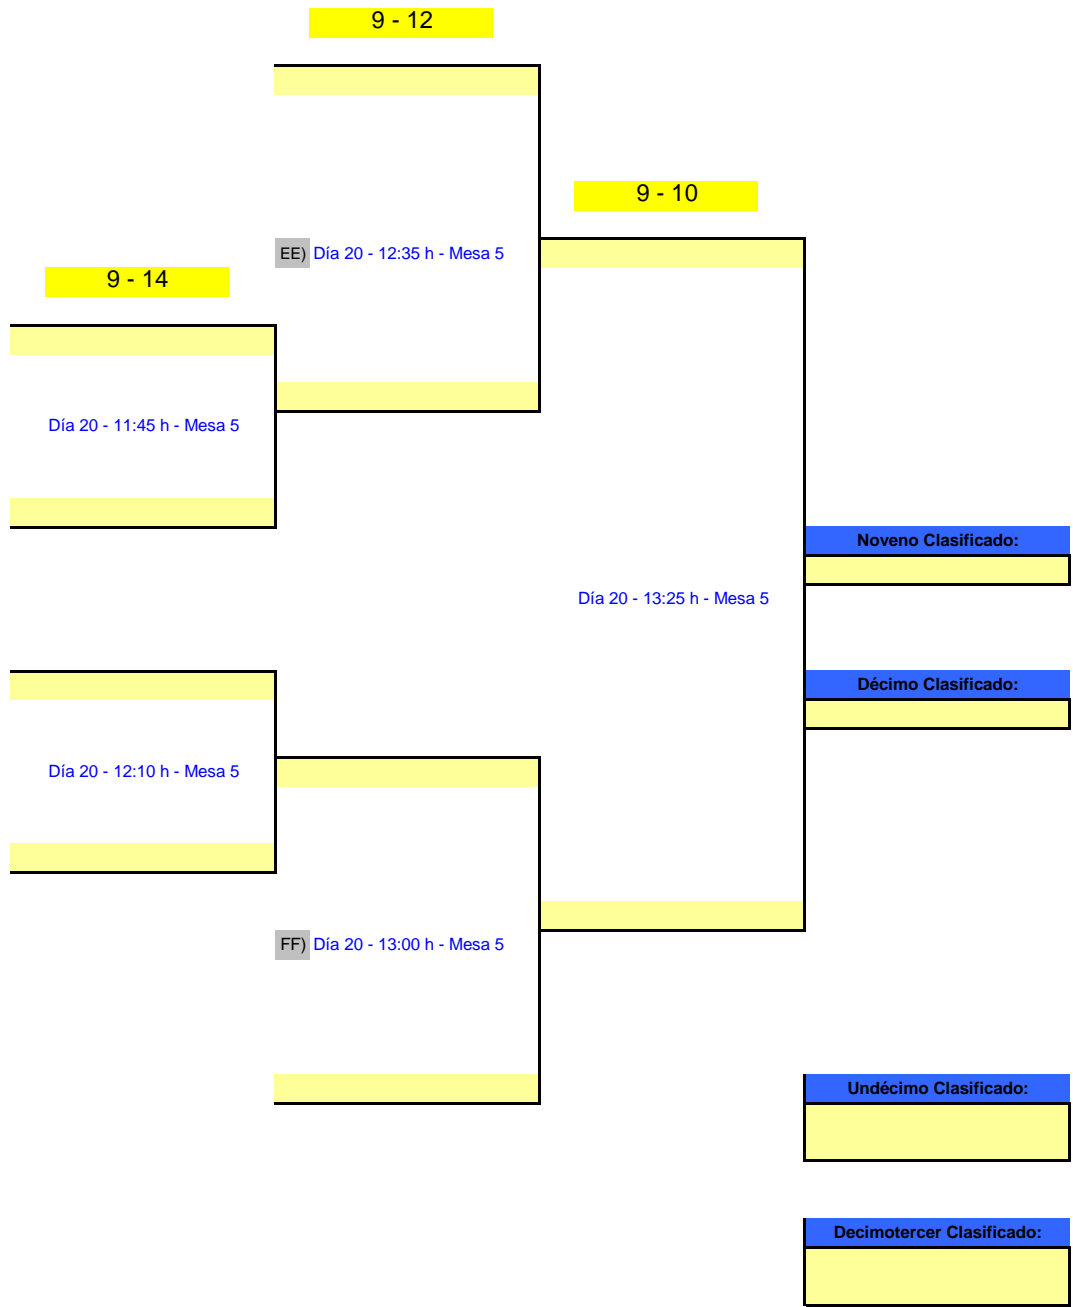 9 - 12
9 - 10
EE) Día 20 - 12:35 h - Mesa 5
9 - 14
Día 20 - 11:45 h - Mesa 5
Noveno Clasificado:
Día 20 - 13:25 h - Mesa 5
Décimo Clasificado:
Día 20 - 12:10 h - Mesa 5
FF) Día 20 - 13:00 h - Mesa 5
Undécimo Clasificado:
Decimotercer Clasificado: